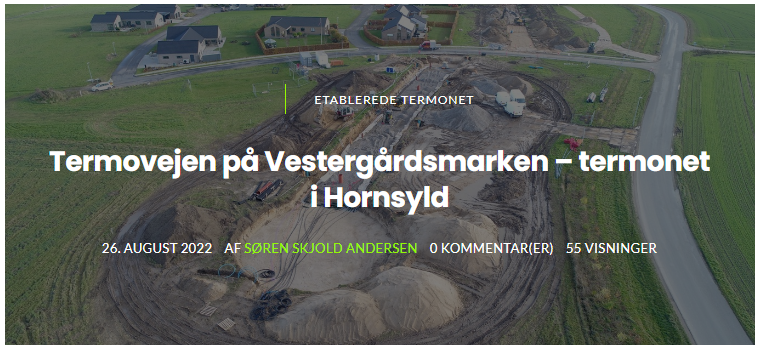 ETABLEREDE TERMONET
Termovejen på Vestergårdsmarken – termonet
i Hornsyld
26. AUGUST 2022 AF SØREN SKJOLD ANDERSEN 0 KOMMENTAR(ER) 55 VISNINGER